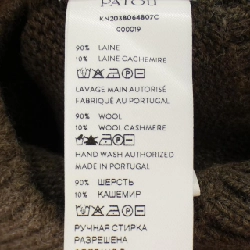 PATOU
KN2038064807C
C00019
90% LAINE
10% LAINE CACHEMIRE
LAVAGE MAIN AUTORISÉ
FABRIQUÉ AU PORTUGAL
90% WOOL
10% WOOL CASHMERE
HAND WASH AUTHORIZED
MADE IN PORTUGAL
90% ШЕРСТЬ
10% КАШЕМИР
РУЧНАЯ СТИРКА
РАЗРЕШЕНА